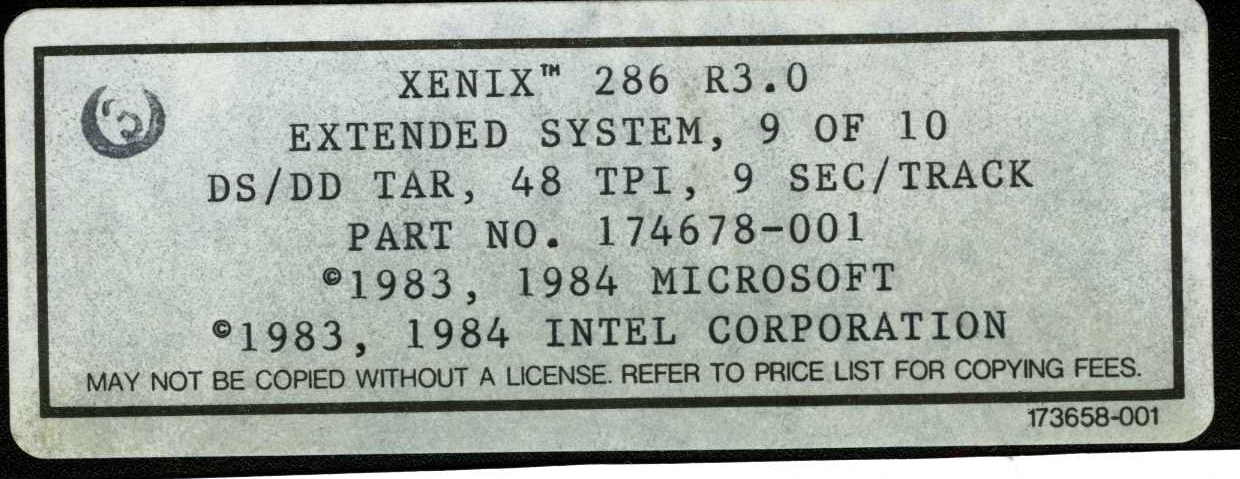 XENIX™ 286 R3.0
EXTENDED SYSTEM, 9 OF 10
DS/DD TAR, 48 TPI, 9 SEC/TRACK
PART NO. 174678-001
©1983, 1984 MICROSOFT
©1983, 1984 INTEL CORPORATION
MAY NOT BE COPIED WITHOUT A LICENSE. REFER TO PRICE LIST FOR COPYING FEES.
173658-001